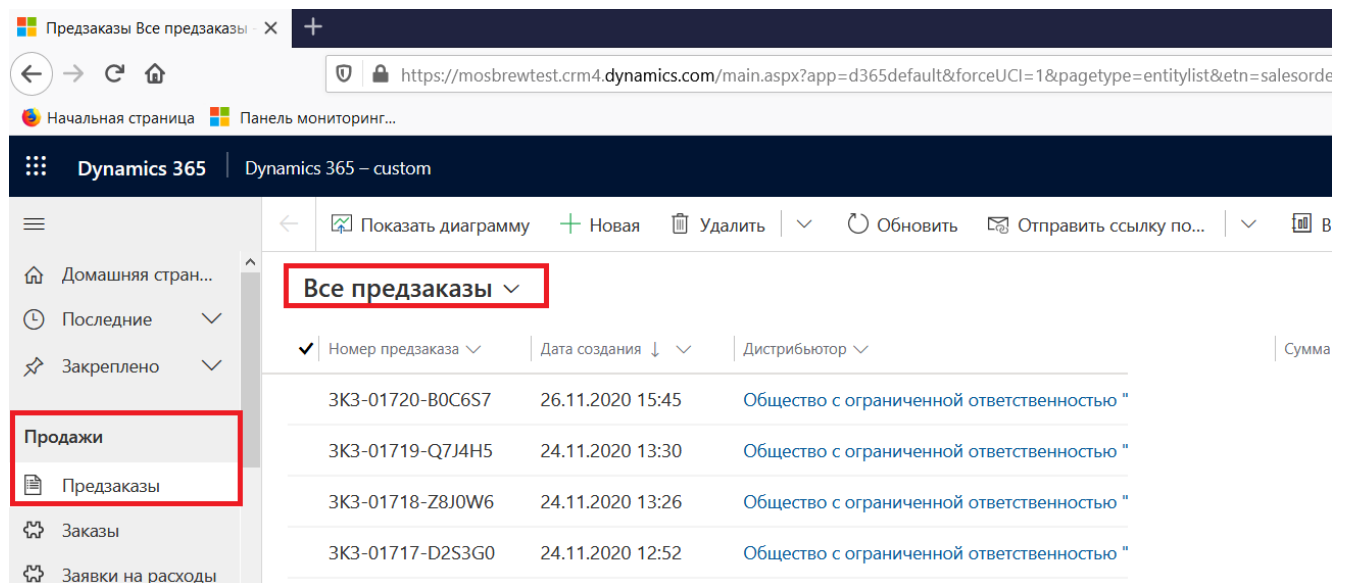 Предзаказы Все предзаказы -
https://mosbrewtest.crm4.dynamics.com/main.aspx?app=d365default&forceUCI=1&pagetype=entitylist&etn=salesorde
Начальная страница Панель мониторинг...
Dynamics 365 Dynamics 365 – custom
Показать диаграмму Новая Удалить Обновить Отправить ссылку по... В
Домашняя стран...
Последние
Закреплено
Продажи
Предзаказы
Заказы
Заявки на расходы
Все предзаказы
Номер предзаказа Дата создания Дистрибьютор Сумма
ЗКЗ-01720-B0C6S7 26.11.2020 15:45 Общество с ограниченной ответственностью "
ЗКЗ-01719-Q7J4H5 24.11.2020 13:30 Общество с ограниченной ответственностью "
ЗКЗ-01718-Z8J0W6 24.11.2020 13:26 Общество с ограниченной ответственностью "
ЗКЗ-01717-D2S3G0 24.11.2020 12:52 Общество с ограниченной ответственностью "